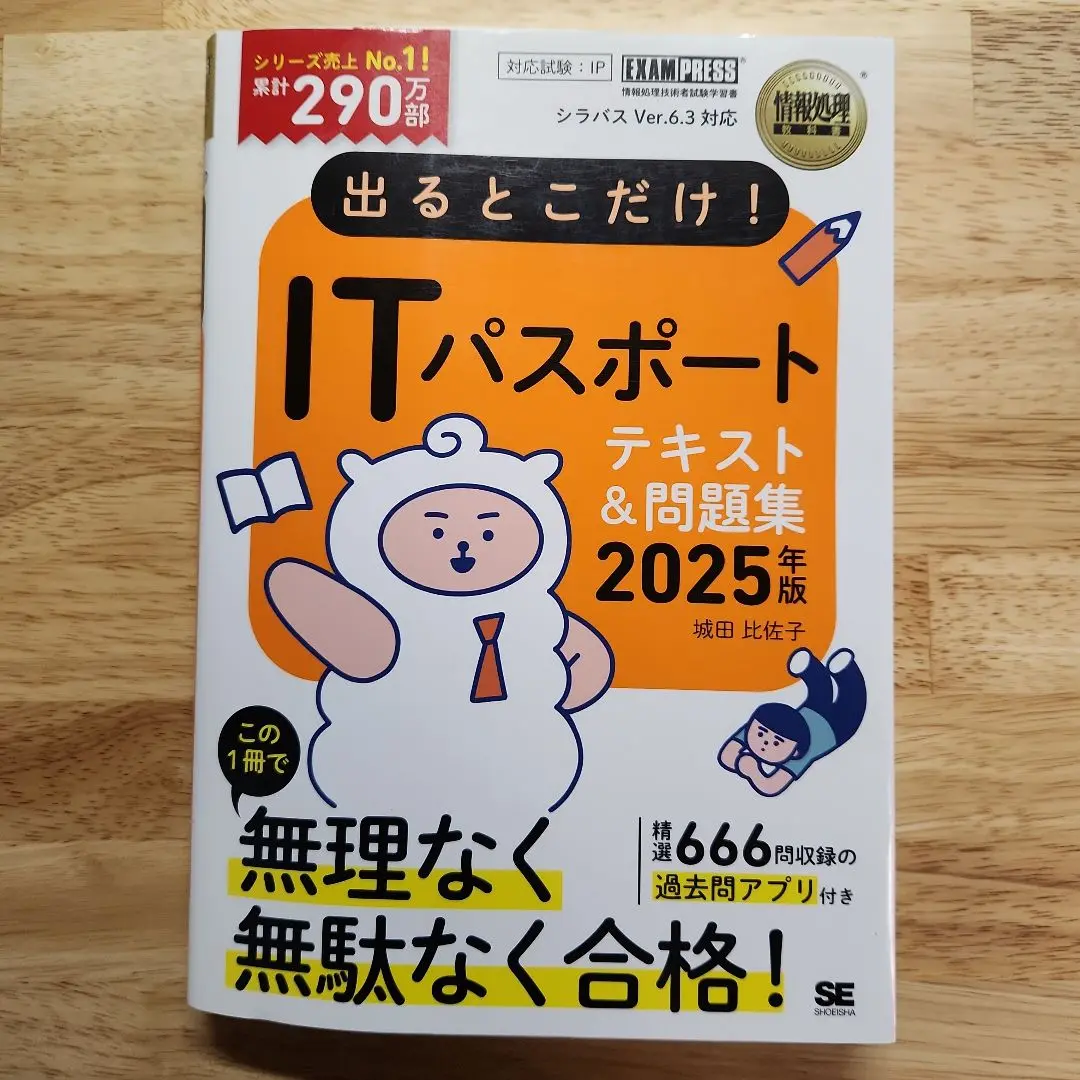 シリーズ売上 No.1!
累計290万部
対応試験:IP
EXAMPRESS®
情報処理技術者試験学習書
シラバス Ver.6.3 対応
情報処理
教科書
®
出るとこだけ!
ITパスポート
テキスト
&問題集
2025年版
城田 比佐子
この
1冊で
無理なく
無駄なく合格!
精選666問収録の
過去問アプリ付き
SE
SHOEISHA